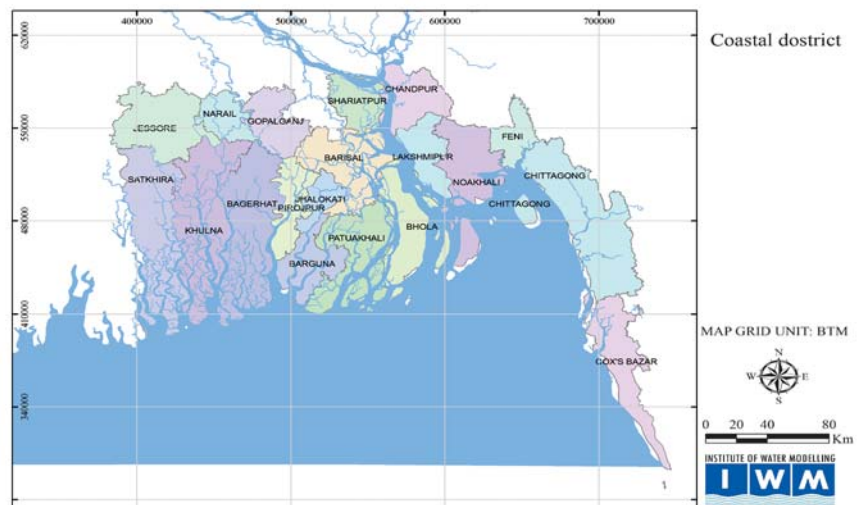 400000 500000 600000 700000
620000
Coastal dostrict
CHANDPUR
SHARIATPUR
NARAIL
GOPALGANJ
JESSORE
550000
FENI
BARISAL
LAKSHMIPUR
CHITTAGONG
SATKHIRA
NOAKHALI
JHALOKATI
BAGERHAT
PIROJPUR
CHITTAGONG
480000
KHULNA
BHOLA
PATUAKHALI
BARGUNA
410000
MAP GRID UNIT: BTM
COX'S BAZAR
N
W E
S
340000
0 20 40 80
Km
INSTITUTE OF WATER MODELLING
IWM